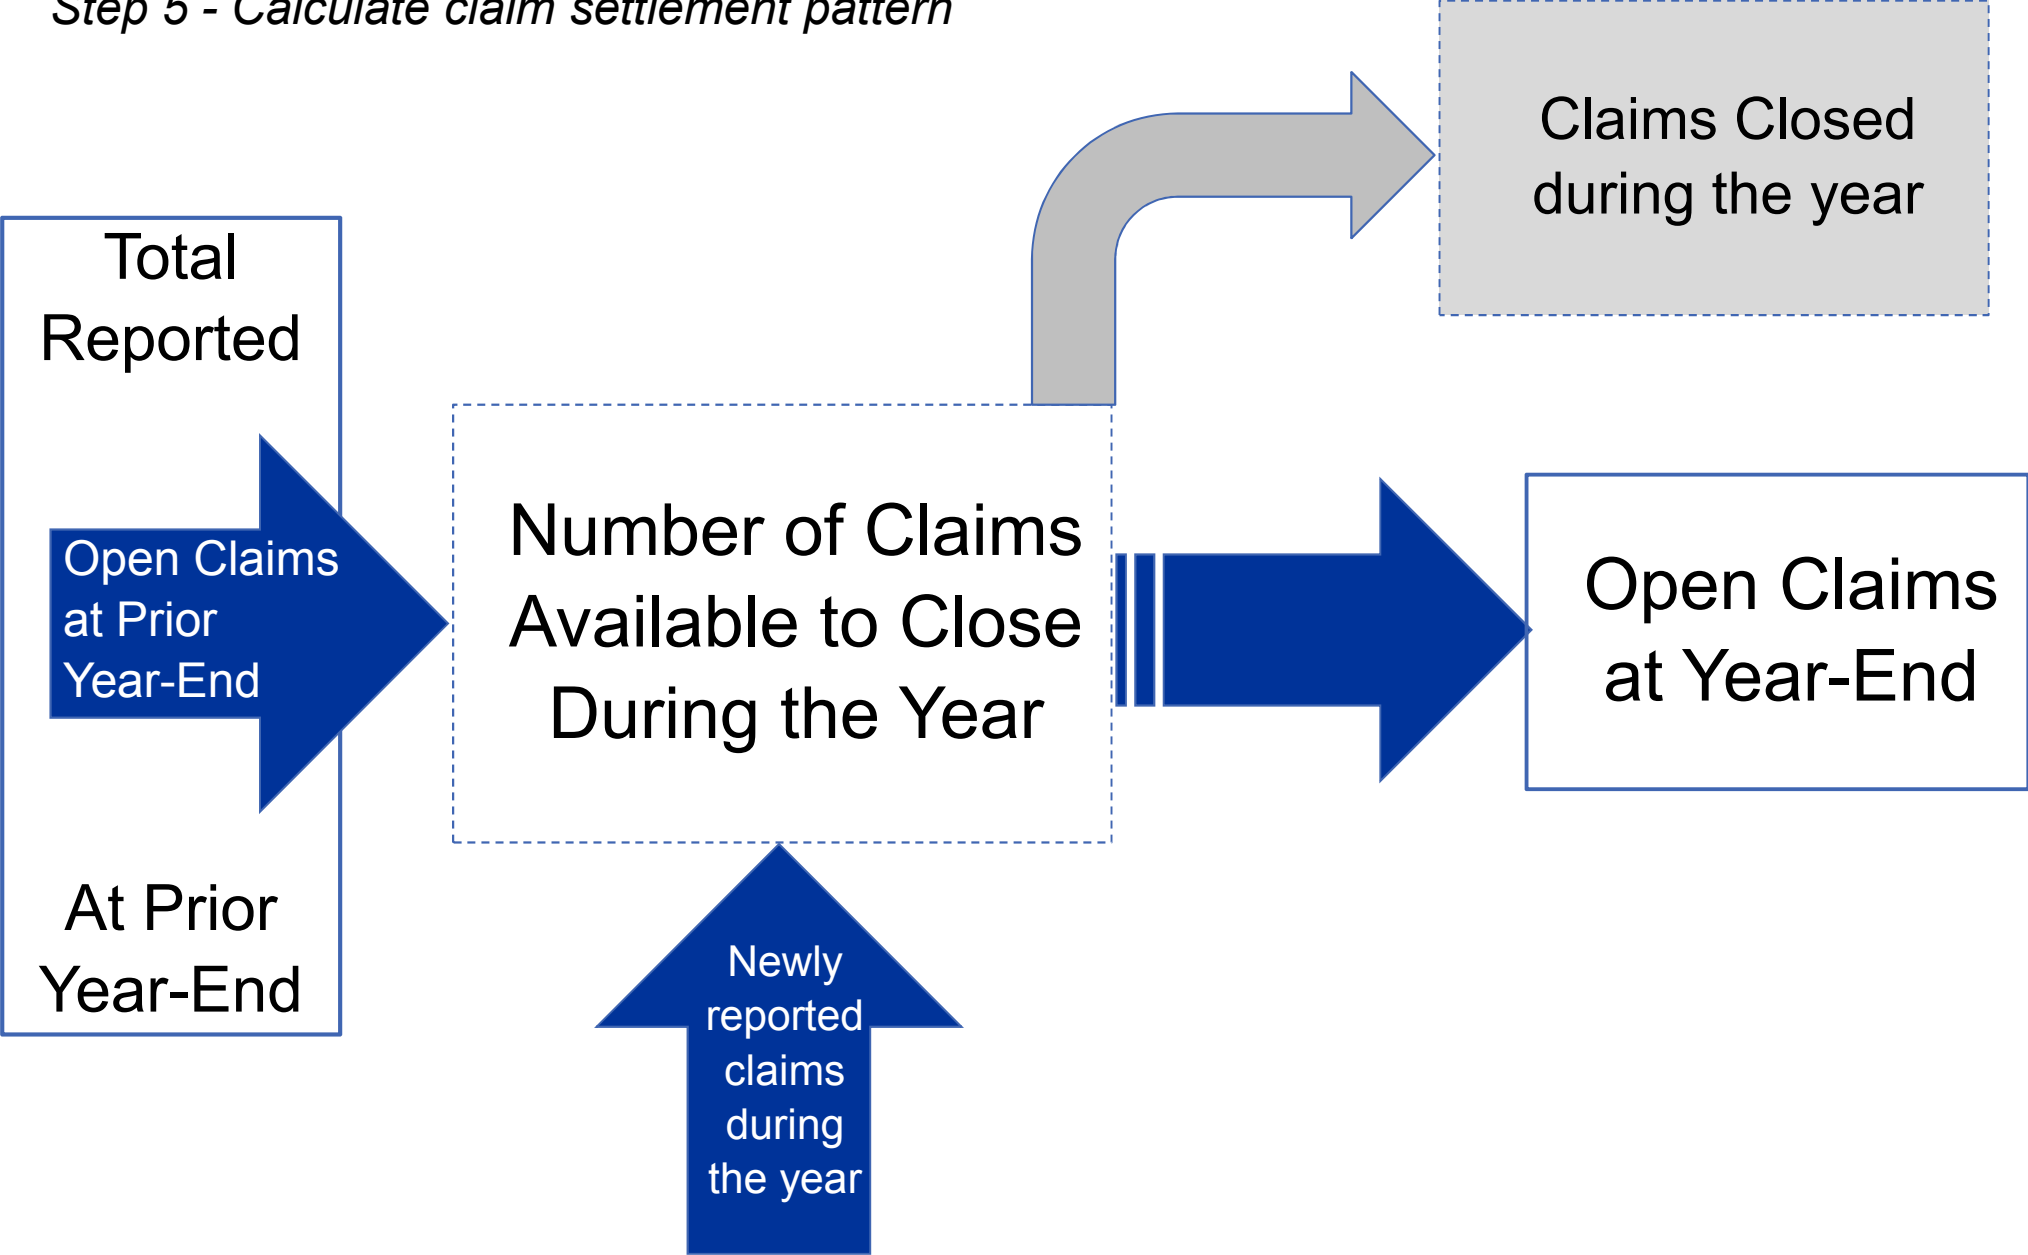 Step 5 - Calculate claim settlement pattern
Claims Closed
during the year
Total
Reported
Open Claims
at Prior
Year-End
At Prior
Year-End
Number of Claims
Available to Close
During the Year
Open Claims
at Year-End
Newly
reported
claims
during
the year